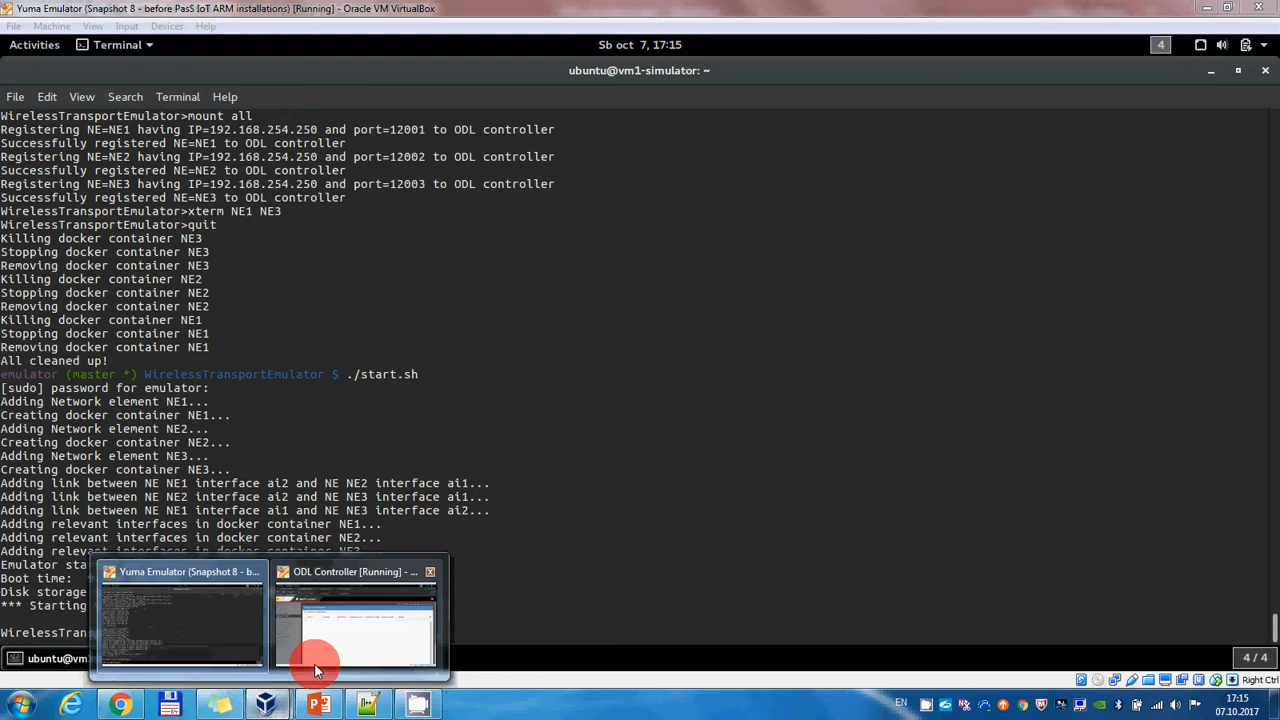 Yuma Emulator (Snapshot 8 - before PasS IoT ARM installations) [Running] - Oracle VM VirtualBox
File Machine View Input Devices Help
Activities Terminal Sb oct 7, 17:15 4
ubuntu@vm1-simulator: ~
File Edit View Search Terminal Help
WirelessTransportEmulator>mount all
Registering NE=NE1 having IP=192.168.254.250 and port=12001 to ODL controller
Successfully registered NE=NE1 to ODL controller
Registering NE=NE2 having IP=192.168.254.250 and port=12002 to ODL controller
Successfully registered NE=NE2 to ODL controller
Registering NE=NE3 having IP=192.168.254.250 and port=12003 to ODL controller
Successfully registered NE=NE3 to ODL controller
WirelessTransportEmulator>xterm NE1 NE3
WirelessTransportEmulator>quit
Killing docker container NE3
Stopping docker container NE3
Removing docker container NE3
Killing docker container NE2
Stopping docker container NE2
Removing docker container NE2
Killing docker container NE1
Stopping docker container NE1
Removing docker container NE1
All cleaned up!
emulator (master *) WirelessTransportEmulator $ ./start.sh
[sudo] password for emulator:
Adding Network element NE1...
Creating docker container NE1...
Adding Network element NE2...
Creating docker container NE2...
Adding Network element NE3...
Creating docker container NE3...
Adding link between NE NE1 interface ai2 and NE NE2 interface ai1...
Adding link between NE NE2 interface ai2 and NE NE3 interface ai1...
Adding link between NE NE1 interface ai1 and NE NE3 interface ai2...
Adding relevant interfaces in docker container NE1...
Adding relevant interfaces in docker container NE2...
Adding relevant interfaces in docker container NE3...
Emulator sta
Boot time:
Disk storage
*** Starting
WirelessTran
Yuma Emulator (Snapshot 8 - b... ODL Controller [Running] - ...
ubuntu@vm 4 / 4
Right Ctrl
EN 17:15
07.10.2017